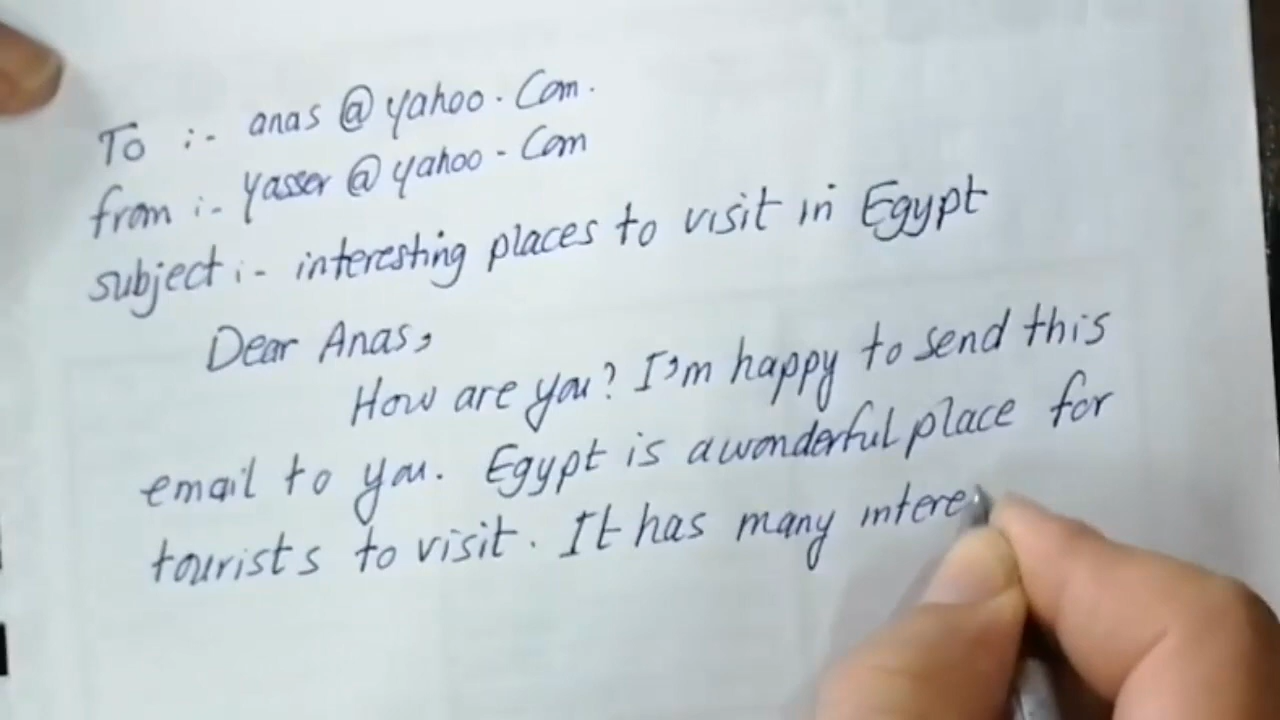 To :- anas@yahoo.Com.
from :- Yasser@yahoo-Com
subject :- interesting places to visit in Egypt
Dear Anas,
How are you? I'm happy to send this
email to you. Egypt is a wonderful place for
tourists to visit. It has many intere